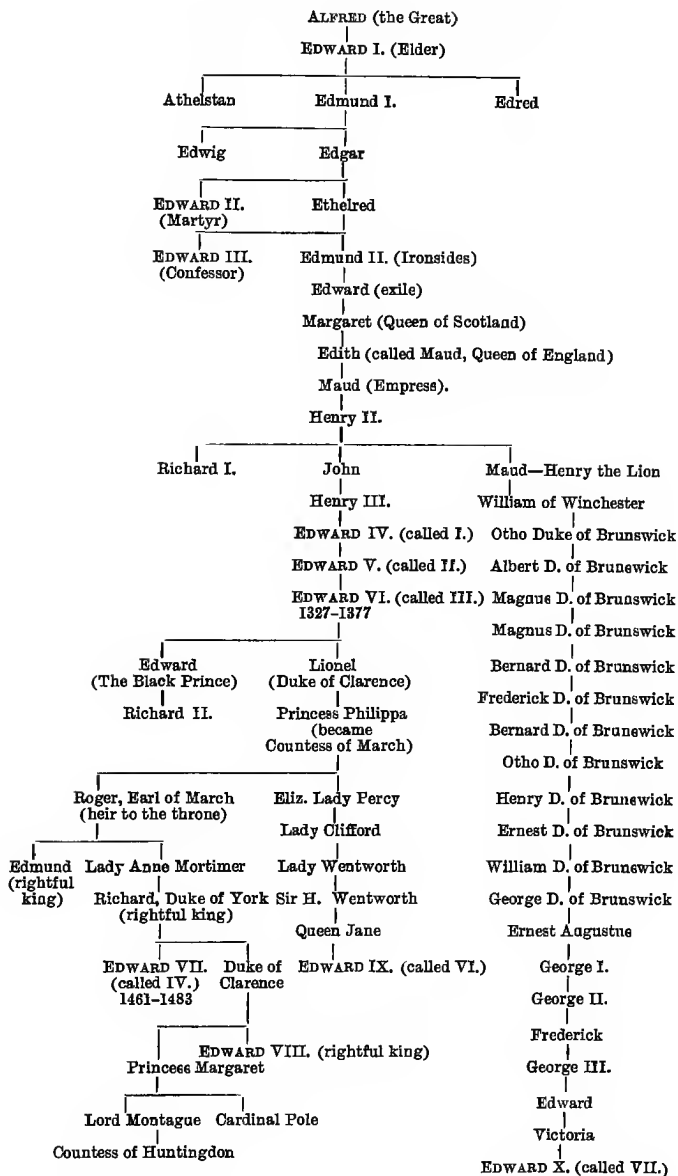 ALFRED (the Great)
EDWARD I. (Elder)
Athelstan Edmund I. Edred
Edwig Edgar
EDWARD II. Ethelred
(Martyr)
EDWARD III. Edmund II. (Ironsides)
(Confessor)
Edward (exile)
Margaret (Queen of Scotland)
Edith (called Maud, Queen of England)
Maud (Empress).
Henry II.
Richard I. John Maud—Henry the Lion
Henry III. William of Winchester
EDWARD IV. (called I.) Otho Duke of Brunswick
EDWARD V. (called II.) Albert D. of Brunswick
EDWARD VI. (called III.) Magnus D. of Brunswick
1327-1377
Magnus D. of Brunswick
Edward Lionel Bernard D. of Brunswick
(The Black Prince) (Duke of Clarence)
Frederick D. of Brunswick
Richard II. Princess Philippa
(became Bernard D. of Brunswick
Countess of March)
Otho D. of Brunswick
Roger, Earl of March Eliz. Lady Percy Henry D. of Brunswick
(heir to the throne)
Lady Clifford Ernest D. of Brunswick
Edmund Lady Anne Mortimer Lady Wentworth William D. of Brunswick
(rightful
king) Richard, Duke of York Sir H. Wentworth George D. of Brunswick
(rightful king)
Queen Jane Ernest Augustus
EDWARD VII. Duke of EDWARD IX. (called VI.) George I.
(called IV.) Clarence
1461-1483
George II.
Frederick
EDWARD VIII. (rightful king)
Princess Margaret George III.
Edward
Lord Montague Cardinal Pole
Victoria
Countess of Huntingdon
EDWARD X. (called VII.)